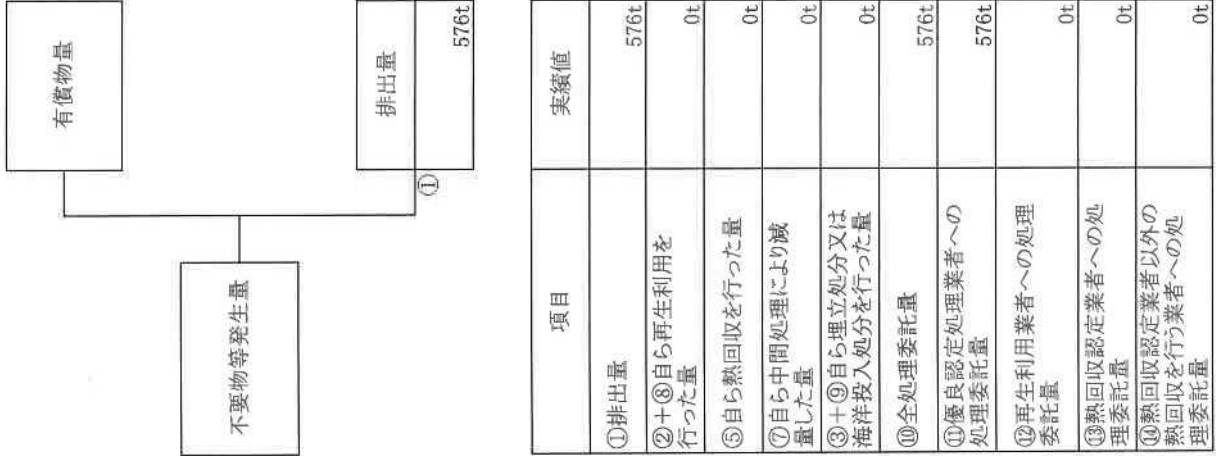 有償物量
不要物等発生量
①
排出量
576t
項目
実績値
①排出量
576t
②+⑧自ら再生利用を
行った量
0t
⑤自ら熱回収を行った量
0t
⑦自ら中間処理により減
量した量
0t
③+⑨自ら埋立処分又は
海洋投入処分を行った量
0t
⑩全処理委託量
576t
⑪優良認定処理業者への
処理委託量
576t
⑫再生利用業者への処理
委託量
0t
⑬熱回収認定業者への処
理委託量
0t
⑭熱回収認定業者以外の
熱回収を行う業者への処
理委託量
0t